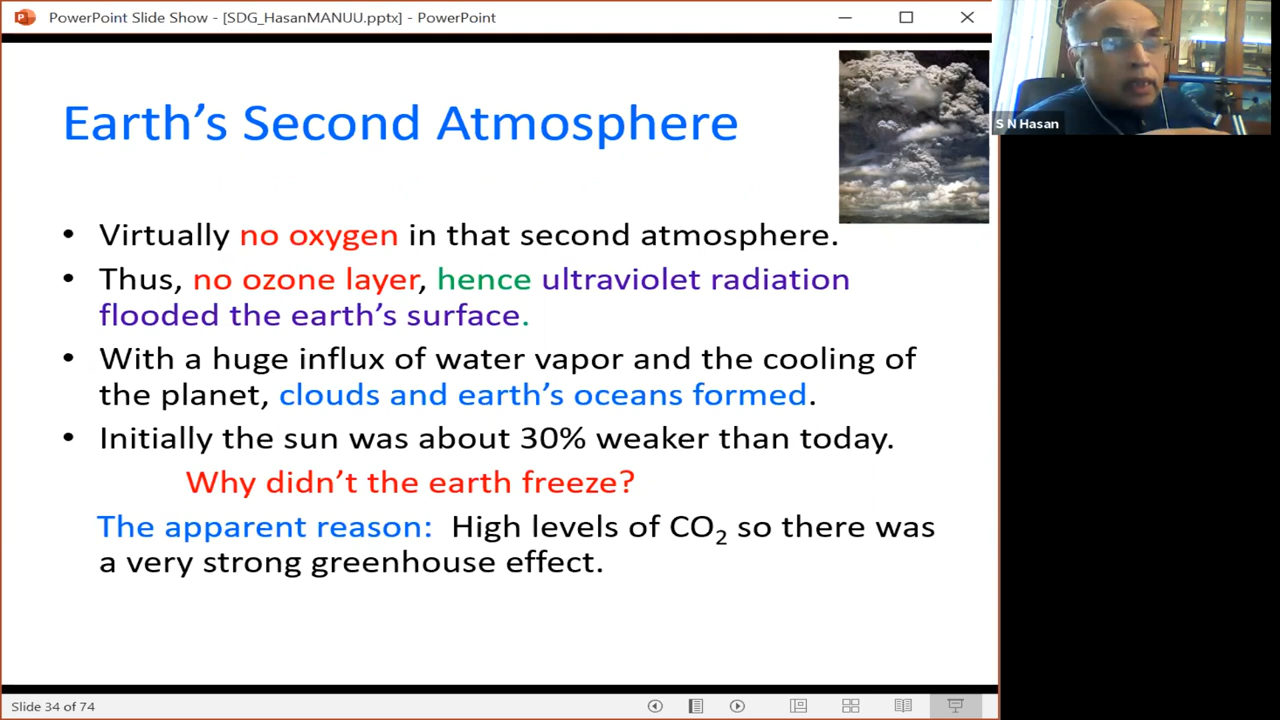 PowerPoint Slide Show - [SDG_HasanMANUU.pptx] - PowerPoint
S N Hasan
Earth's Second Atmosphere
• Virtually no oxygen in that second atmosphere.
• Thus, no ozone layer, hence ultraviolet radiation
flooded the earth's surface.
• With a huge influx of water vapor and the cooling of
the planet, clouds and earth's oceans formed.
• Initially the sun was about 30% weaker than today.
Why didn't the earth freeze?
The apparent reason: High levels of CO₂ so there was
a very strong greenhouse effect.
Slide 34 of 74